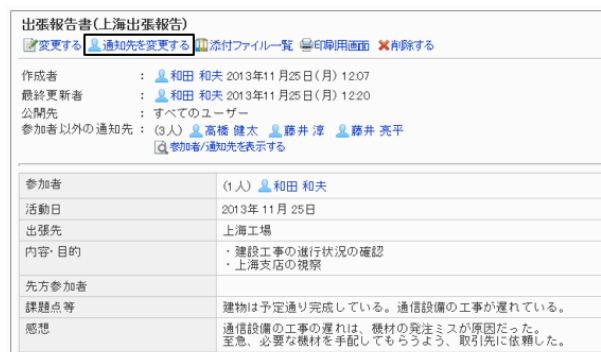 出張報告書(上海出張報告)
変更する 通知先を変更する 添付ファイル一覧 印刷用画面 削除する
作成者 : 和田 和夫 2013年11月25日(月) 12:07
最終更新者 : 和田 和夫 2013年11月25日(月) 12:20
公開先 : すべてのユーザー
参加者以外の通知先 : (3人) 高橋 健太 藤井 淳 藤井 亮平
参加者/通知先を表示する
参加者 (1人) 和田 和夫
活動日 2013年 11月 25日
出張先 上海工場
内容・目的 ・建設工事の進行状況の確認
・上海支店の視察
先方参加者
課題点等 建物は予定通り完成している。通信設備の工事が遅れている。
感想 通信設備の工事の遅れは、機材の発注ミスが原因だった。
至急、必要な機材を手配してもらうよう、取引先に依頼した。